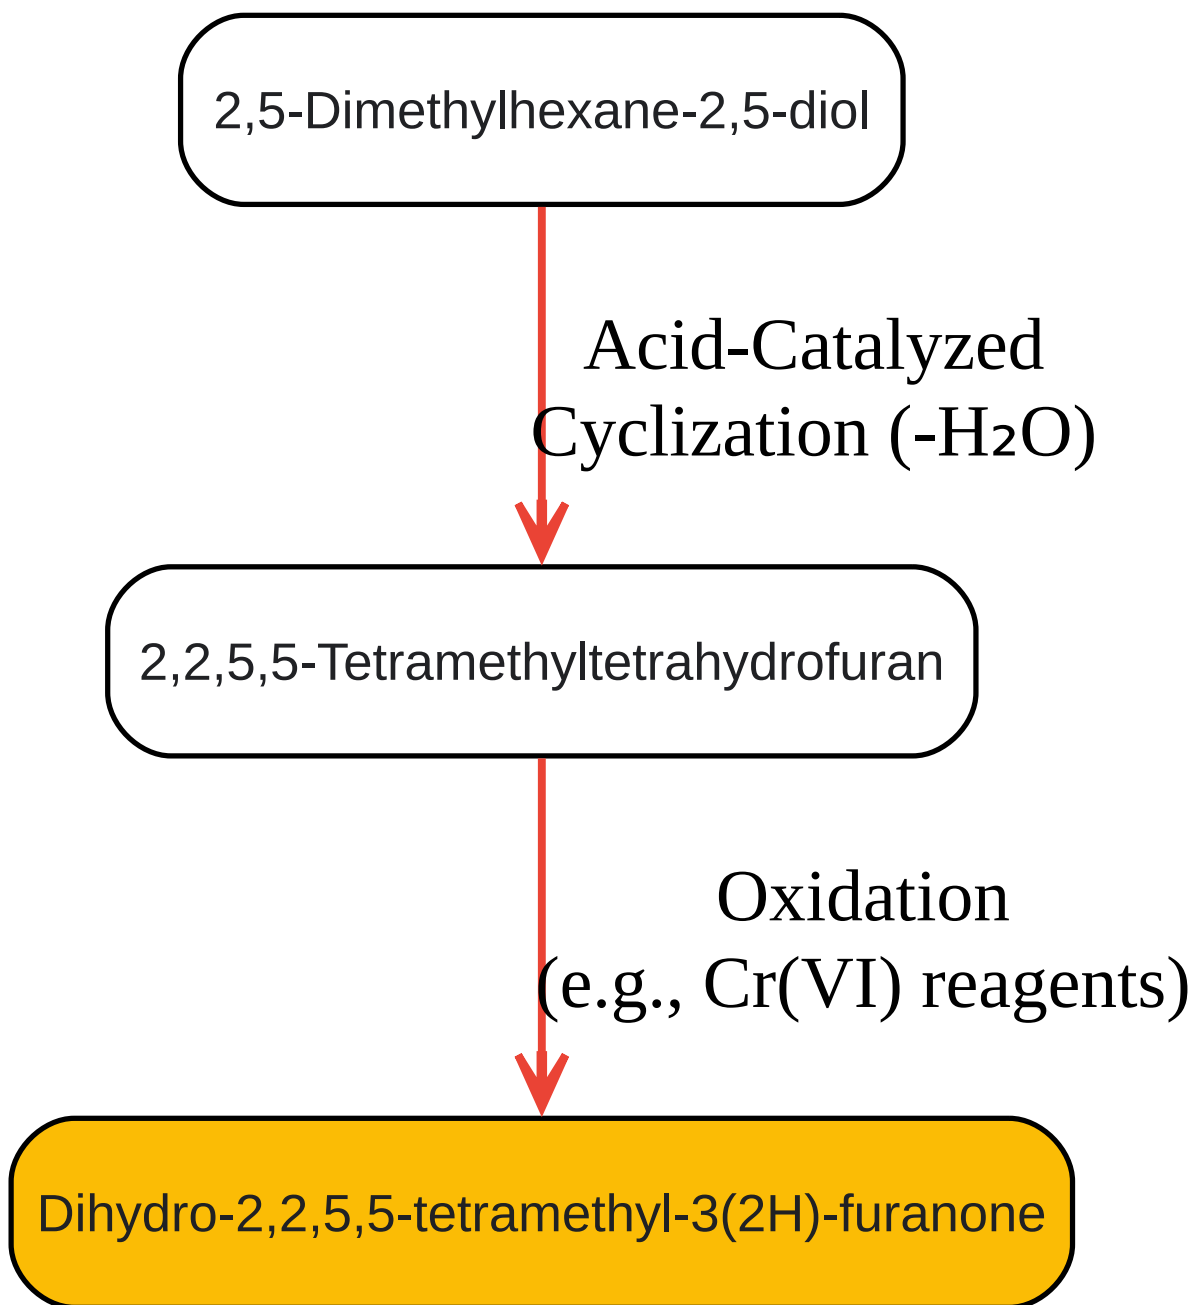 2,5-Dimethylhexane-2,5-diol
Acid-Catalyzed
Cyclization (-H₂O)
2,2,5,5-Tetramethyltetrahydrofuran
Oxidation
(e.g., Cr(VI) reagents)
Dihydro-2,2,5,5-tetramethyl-3(2H)-furanone